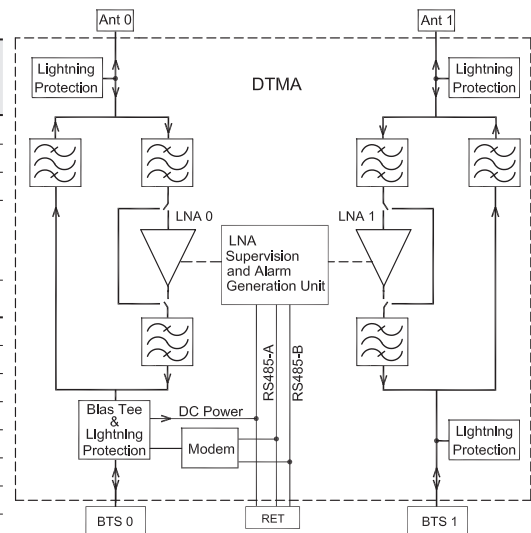 Ant 0
Ant 1
Lightning
Protection
DTMA
Lightning
Protection
LNA 0
LNA 1
LNA
Supervision
and Alarm
Generation Unit
RS485-A
RS485-B
Bias Tee
&
Lightning
Protection
DC Power
Modem
Lightning
Protection
BTS 0
RET
BTS 1